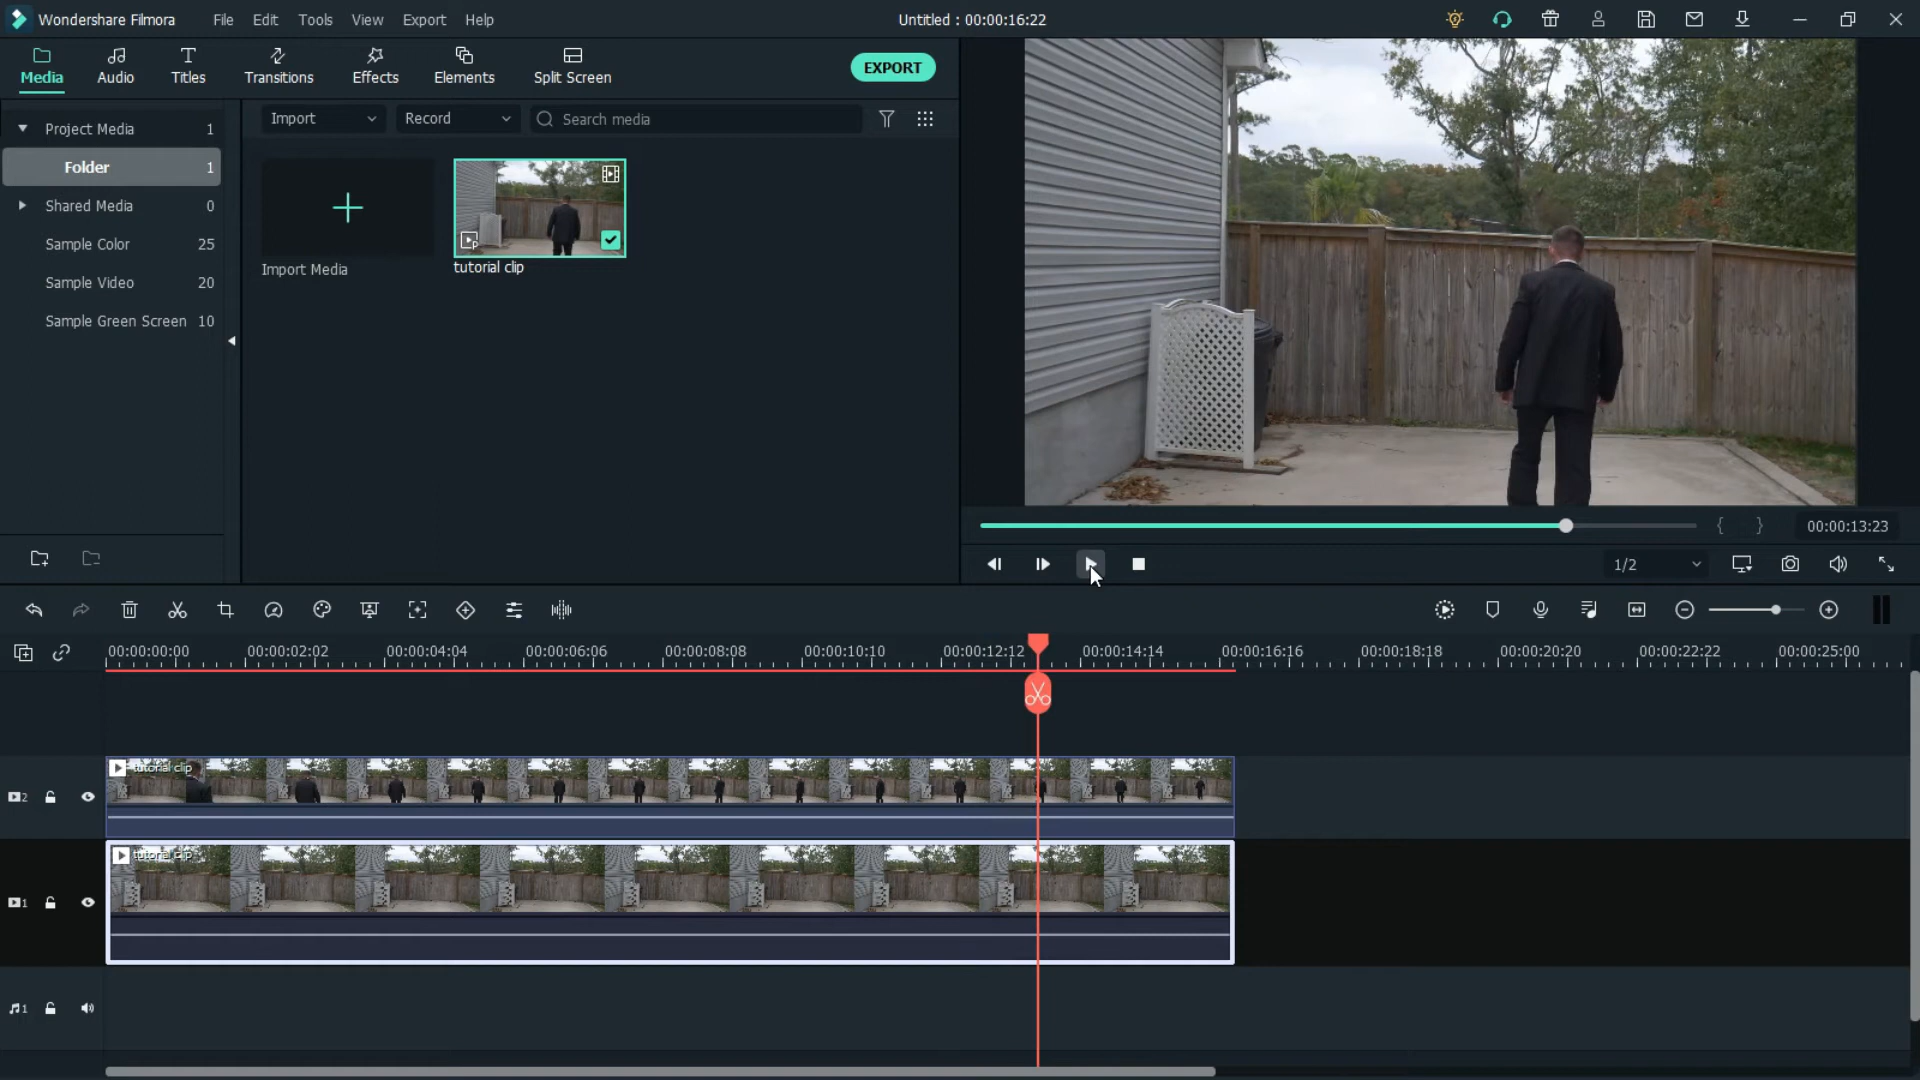 Wondershare Filmora File Edit Tools View Export Help Untitled : 00:00:16:22
Media Audio Titles Transitions Effects Elements Split Screen EXPORT
Project Media 1
Import Record Search media
Folder 1
Shared Media 0
Sample Color 25
Sample Video 20
Sample Green Screen 10
Import Media
tutorial clip
00:00:13:23
1/2
00:00:00:00 00:00:02:02 00:00:04:04 00:00:06:06 00:00:08:08 00:00:10:10 00:00:12:12 00:00:14:14 00:00:16:16 00:00:18:18 00:00:20:20 00:00:22:22 00:00:25:00
tutorial clip
2
tutorial clip
1
1